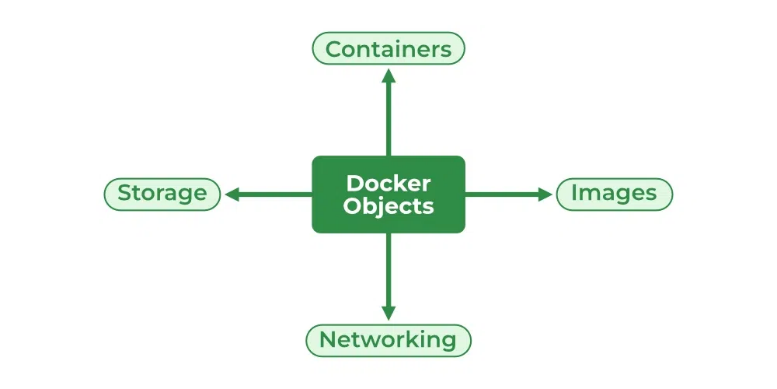 Containers
Storage
Docker
Objects
Images
Networking